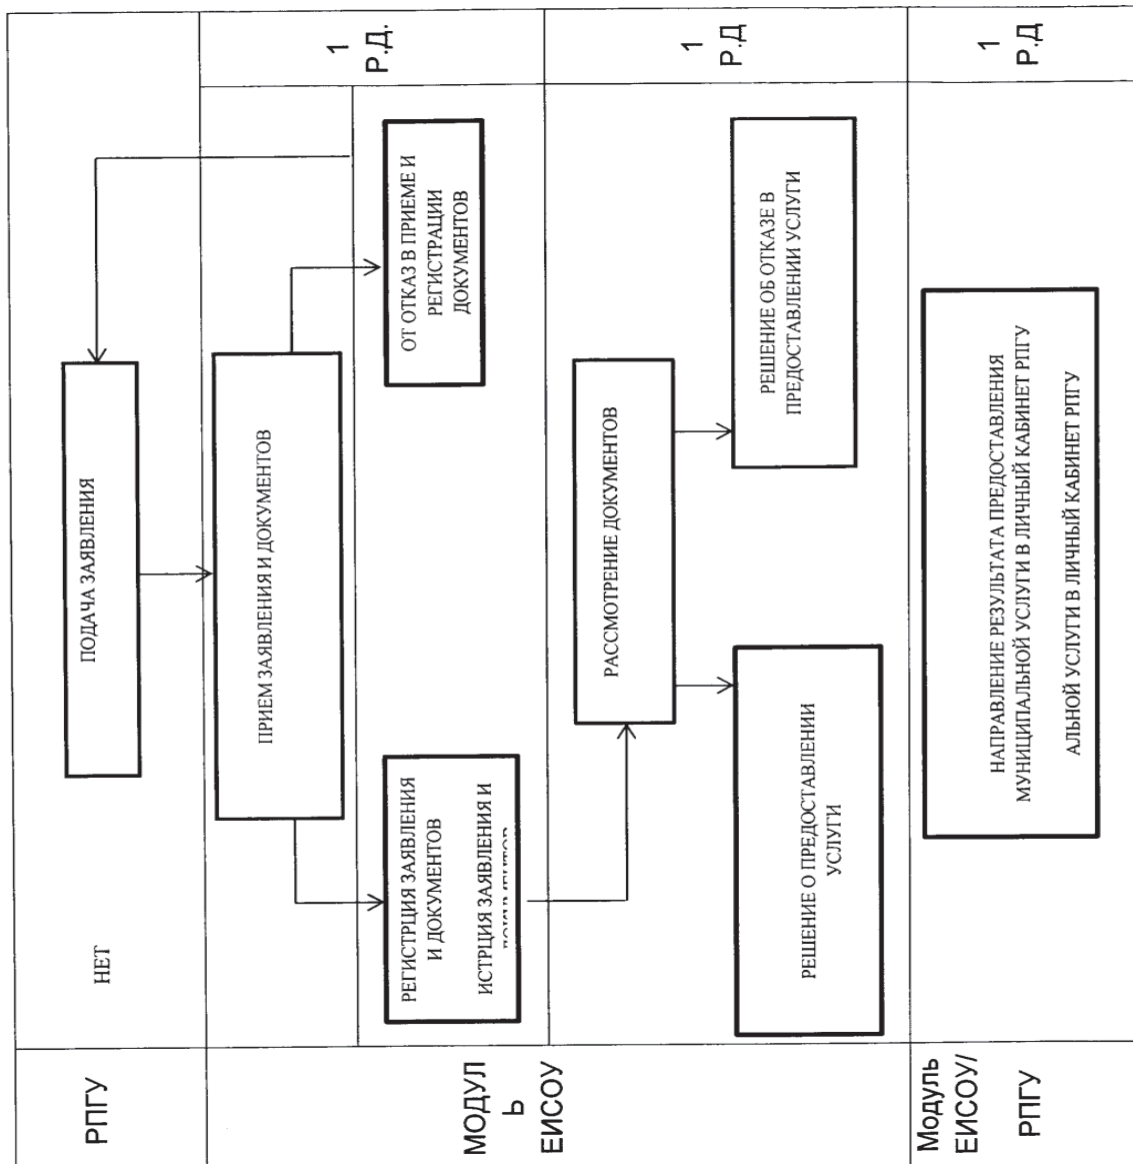 РПГУ
НЕТ
ПОДАЧА ЗАЯВЛЕНИЯ
МОДУЛ
Ь
ЕИСОУ
ПРИЕМ ЗАЯВЛЕНИЯ И ДОКУМЕНТОВ
1
Р.Д.
РЕГИСТРЦИЯ ЗАЯВЛЕНИЯ
И ДОКУМЕНТОВ
ИСТРЦИЯ ЗАЯВЛЕНИЯ И
ОТ ОТКАЗ В ПРИЕМЕ И
РЕГИСТРАЦИИ
ДОКУМЕНТОВ
РАССМОТРЕНИЕ ДОКУМЕНТОВ
1
Р.Д
РЕШЕНИЕ О ПРЕДОСТАВЛЕНИИ
УСЛУГИ
РЕШЕНИЕ ОБ ОТКАЗЕ В
ПРЕДОСТАВЛЕНИИ УСЛУГИ
Модуль
ЕИСОУ/
РПГУ
НАПРАВЛЕНИЕ РЕЗУЛЬТАТА ПРЕДОСТАВЛЕНИЯ
МУНИЦИПАЛЬНОЙ УСЛУГИ В ЛИЧНЫЙ КАБИНЕТ РПГУ
АЛЬНОЙ УСЛУГИ В ЛИЧНЫЙ КАБИНЕТ РПГУ
1
Р.Д